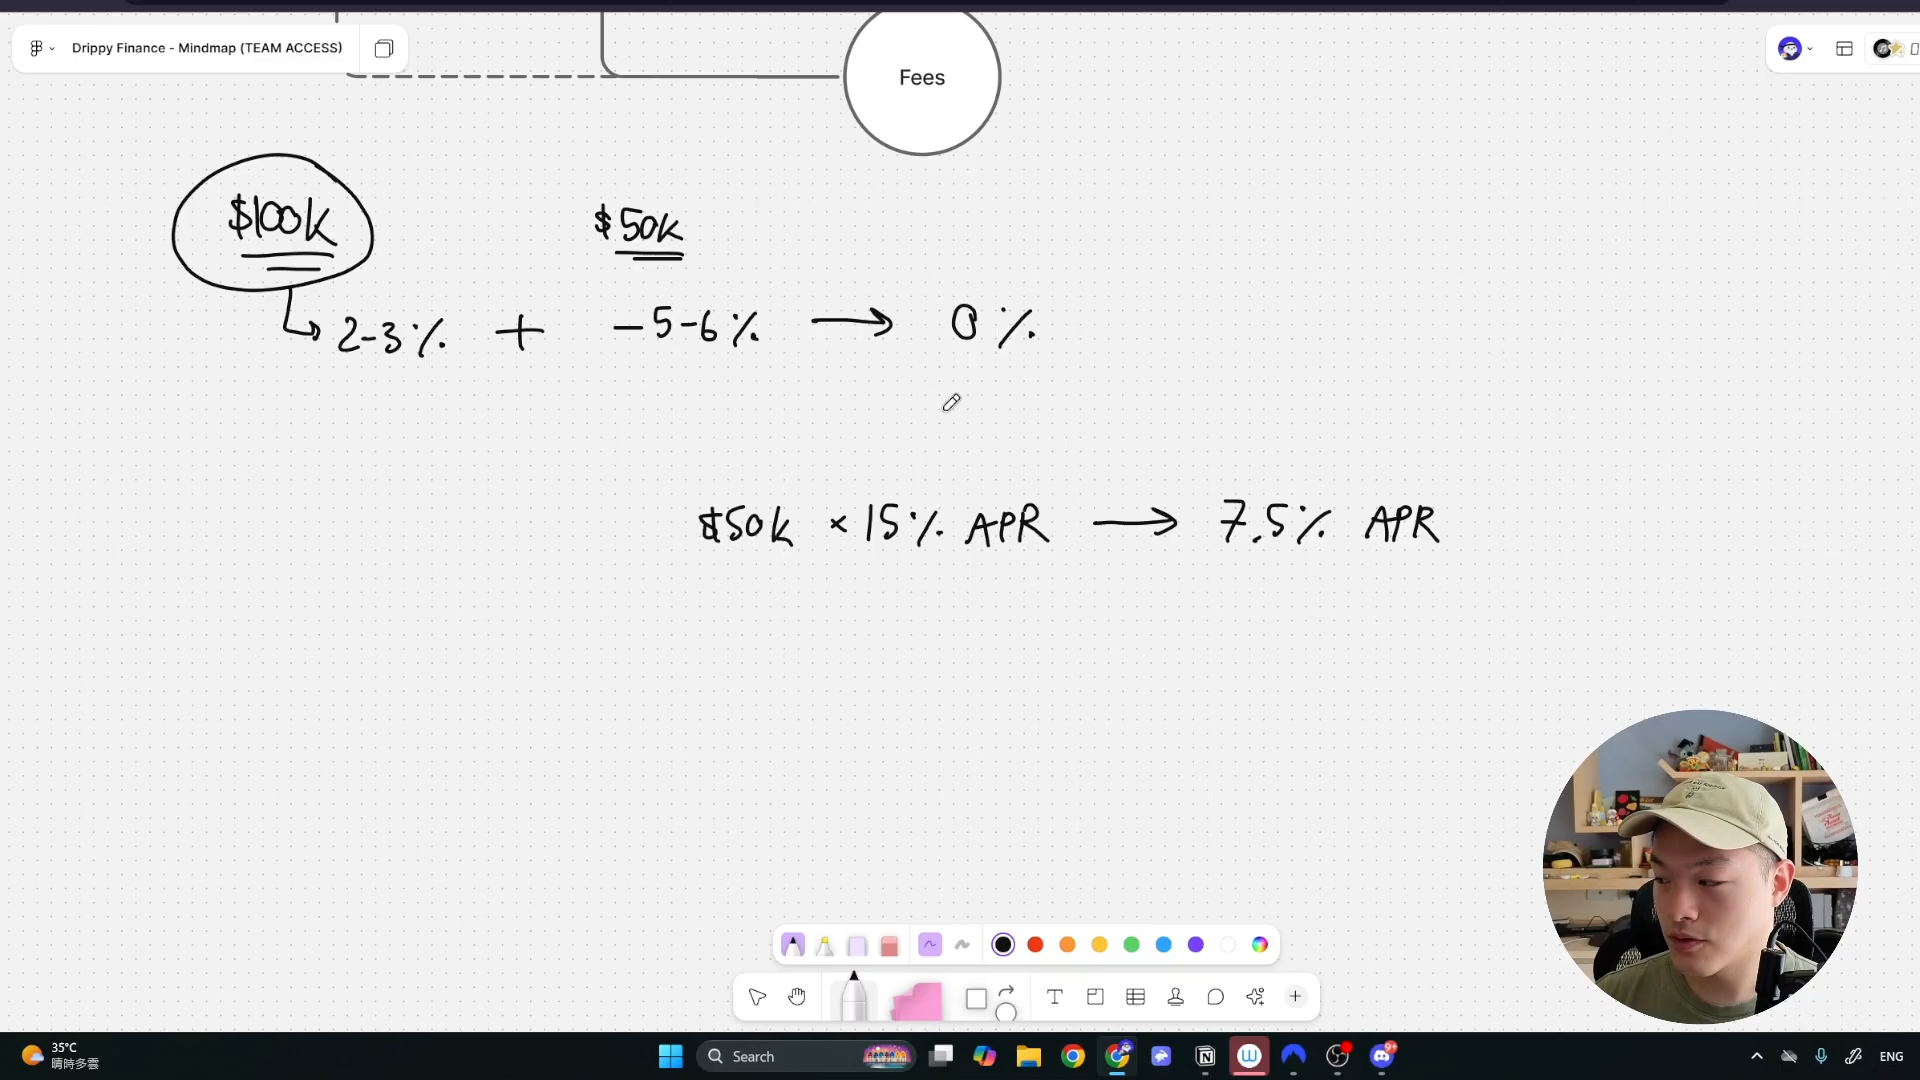 Drippy Finance - Mindmap (TEAM ACCESS)
Fees
$100k
$50k
2-3% + -5-6% → 0%
$50k × 15% APR → 7.5% APR
T
35°C
晴時多雲
Search
9+
ENG